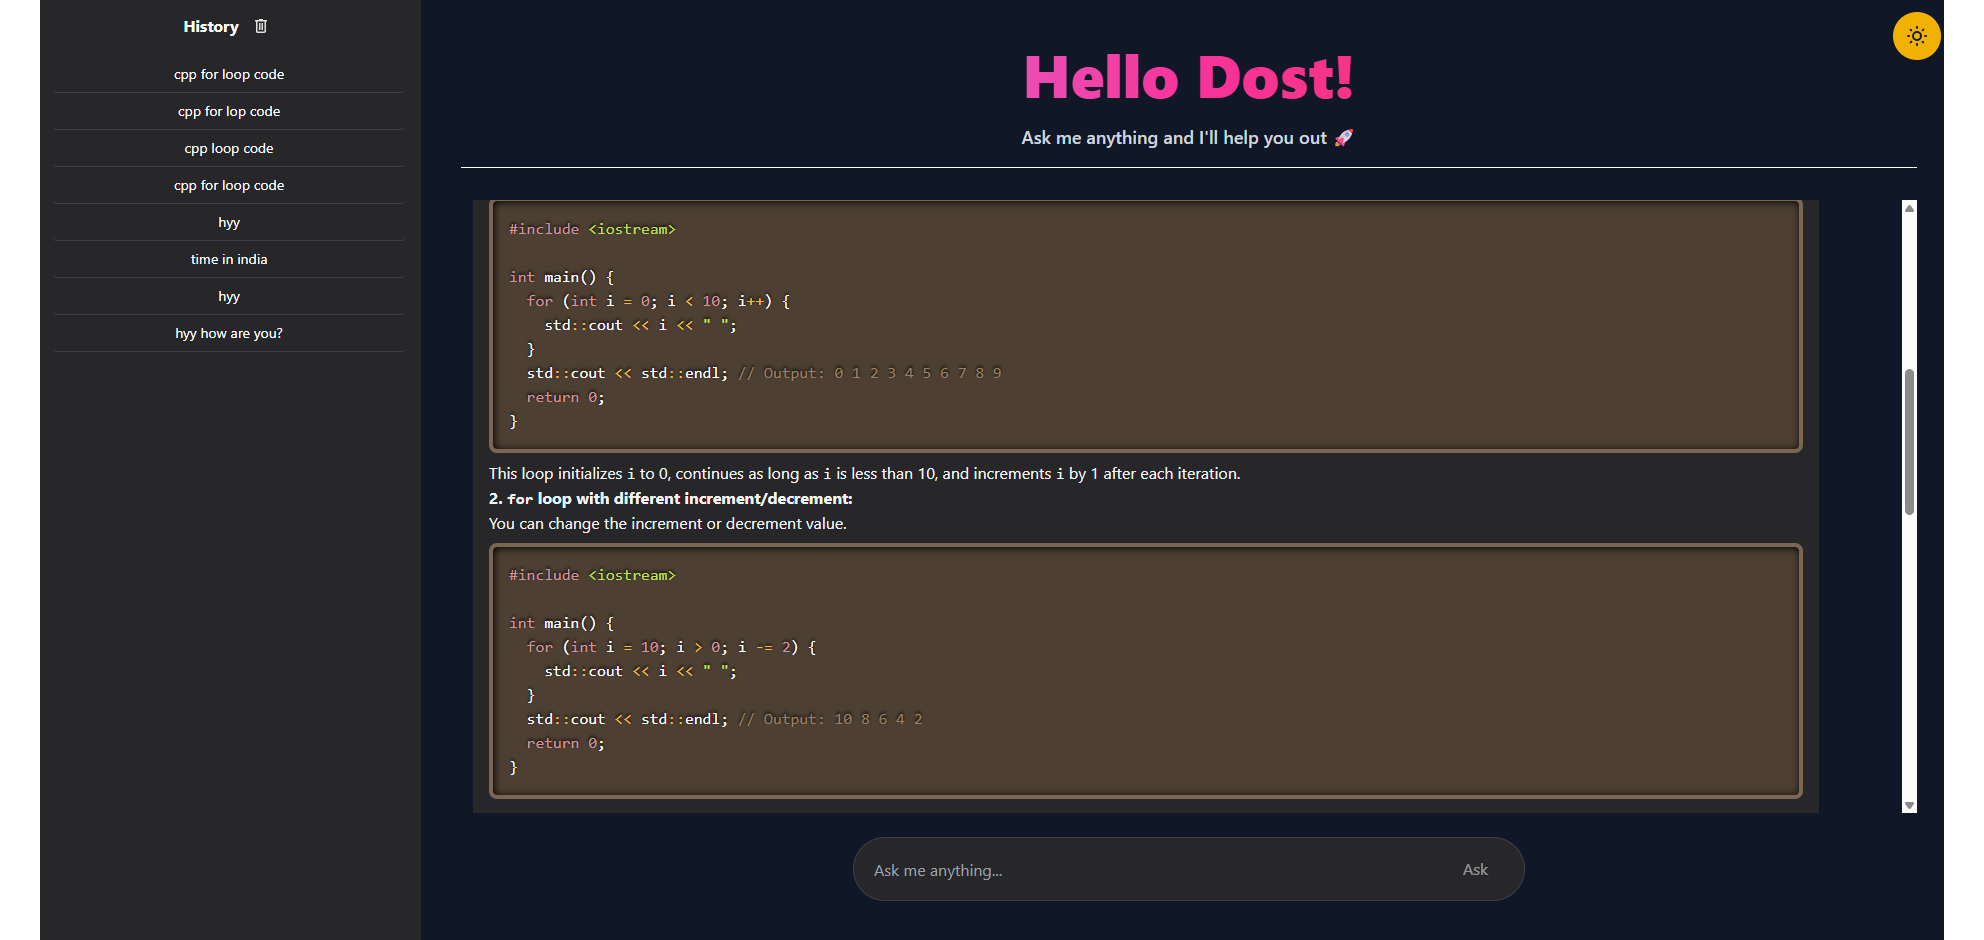 History
cpp for loop code
cpp for lop code
cpp loop code
cpp for loop code
hyy
time in india
hyy
hyy how are you?
Hello Dost!
Ask me anything and I'll help you out 🚀
#include <iostream>
int main() {
  for (int i = 0; i < 10; i++) {
    std::cout << i << " ";
  }
  std::cout << std::endl; // Output: 0 1 2 3 4 5 6 7 8 9
  return 0;
}
This loop initializes i to 0, continues as long as i is less than 10, and increments i by 1 after each iteration.
2. for loop with different increment/decrement:
You can change the increment or decrement value.
#include <iostream>
int main() {
  for (int i = 10; i > 0; i -= 2) {
    std::cout << i << " ";
  }
  std::cout << std::endl; // Output: 10 8 6 4 2
  return 0;
}
Ask me anything...
Ask